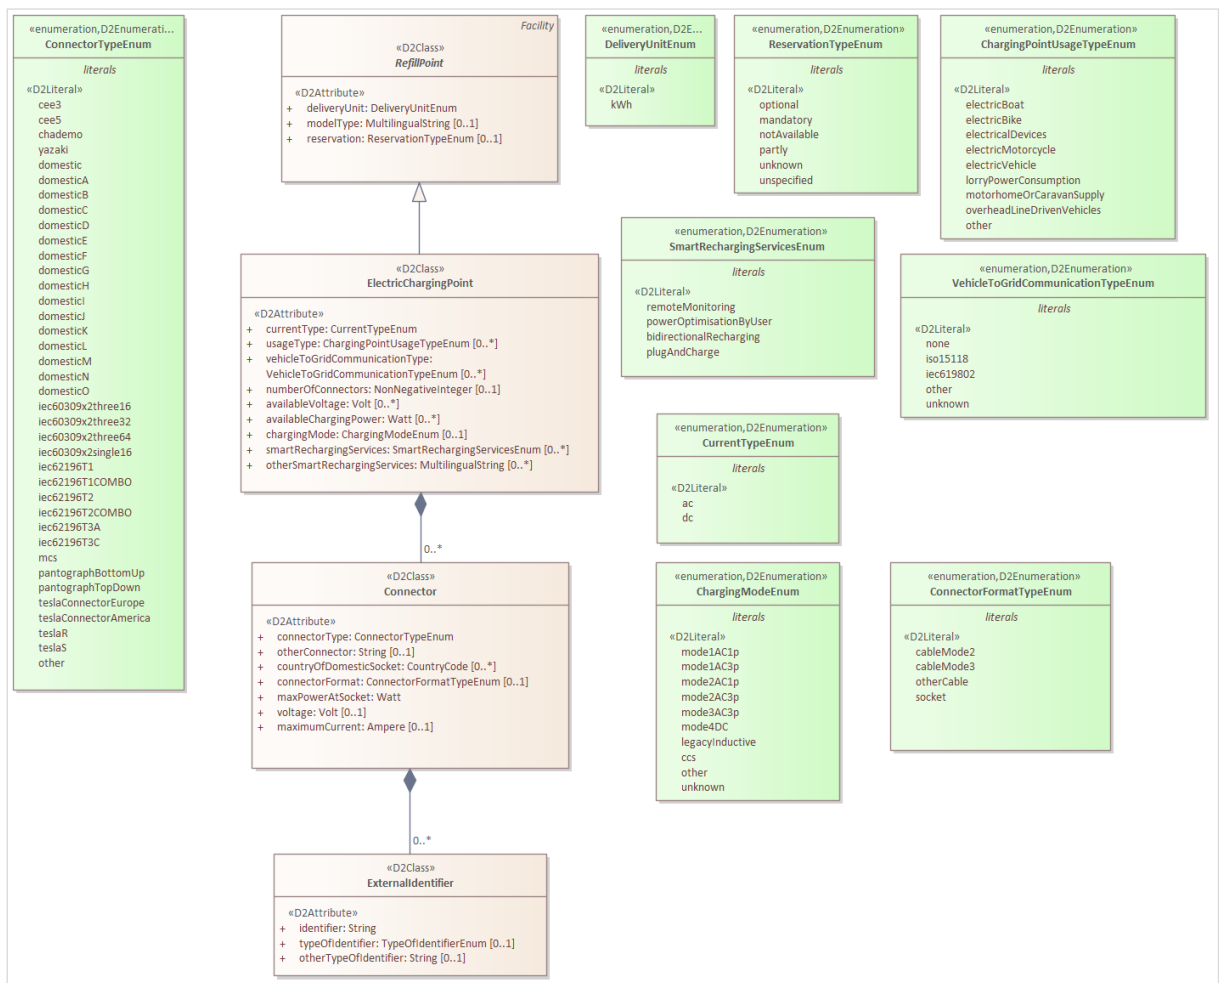 «enumeration,D2Enumerati...
ConnectorTypeEnum
literals
«D2Literal»
cee3
cee5
chademo
yazaki
domestic
domesticA
domesticB
domesticC
domesticD
domesticE
domesticF
domesticG
domesticH
domesticI
domesticJ
domesticK
domesticL
domesticM
domesticN
domesticO
iec60309x2three16
iec60309x2three32
iec60309x2three64
iec60309x2single16
iec62196T1
iec62196T1COMBO
iec62196T2
iec62196T2COMBO
iec62196T3A
iec62196T3C
mcs
pantographBottomUp
pantographTopDown
teslaConnectorEurope
teslaConnectorAmerica
teslaR
teslaS
other
Facility
«D2Class»
RefillPoint
«D2Attribute»
+ deliveryUnit: DeliveryUnitEnum
+ modelType: MultilingualString [0..1]
+ reservation: ReservationTypeEnum [0..1]
«D2Class»
ElectricChargingPoint
«D2Attribute»
+ currentType: CurrentTypeEnum
+ usageType: ChargingPointUsageTypeEnum [0..*]
+ vehicleToGridCommunicationType:
VehicleToGridCommunicationTypeEnum [0..*]
+ numberOfConnectors: NonNegativeInteger [0..1]
+ availableVoltage: Volt [0..*]
+ availableChargingPower: Watt [0..*]
+ chargingMode: ChargingModeEnum [0..1]
+ smartRechargingServices: SmartRechargingServicesEnum [0..*]
+ otherSmartRechargingServices: MultilingualString [0..*]
0..*
«D2Class»
Connector
«D2Attribute»
+ connectorType: ConnectorTypeEnum
+ otherConnector: String [0..1]
+ countryOfDomesticSocket: CountryCode [0..*]
+ connectorFormat: ConnectorFormatTypeEnum [0..1]
+ maxPowerAtSocket: Watt
+ voltage: Volt [0..1]
+ maximumCurrent: Ampere [0..1]
0..*
«D2Class»
ExternalIdentifier
«D2Attribute»
+ identifier: String
+ typeOfIdentifier: TypeOfIdentifierEnum [0..1]
+ otherTypeOfIdentifier: String [0..1]
«enumeration,D2E...
DeliveryUnitEnum
literals
«D2Literal»
kWh
«enumeration,D2Enumeration»
ReservationTypeEnum
literals
«D2Literal»
optional
mandatory
notAvailable
partly
unknown
unspecified
«enumeration,D2Enumeration»
ChargingPointUsageTypeEnum
literals
«D2Literal»
electricBoat
electricBike
electricalDevices
electricMotorcycle
electricVehicle
lorryPowerConsumption
motorhomeOrCaravanSupply
overheadLineDrivenVehicles
other
«enumeration,D2Enumeration»
SmartRechargingServicesEnum
literals
«D2Literal»
remoteMonitoring
powerOptimisationByUser
bidirectionalRecharging
plugAndCharge
«enumeration,D2Enumeration»
VehicleToGridCommunicationTypeEnum
literals
«D2Literal»
none
iso15118
iec619802
other
unknown
«enumeration,D2Enumeration»
CurrentTypeEnum
literals
«D2Literal»
ac
dc
«enumeration,D2Enumeration»
ChargingModeEnum
literals
«D2Literal»
mode1AC1p
mode1AC3p
mode2AC1p
mode2AC3p
mode3AC3p
mode4DC
legacyInductive
ccs
other
unknown
«enumeration,D2Enumeration»
ConnectorFormatTypeEnum
literals
«D2Literal»
cableMode2
cableMode3
otherCable
socket